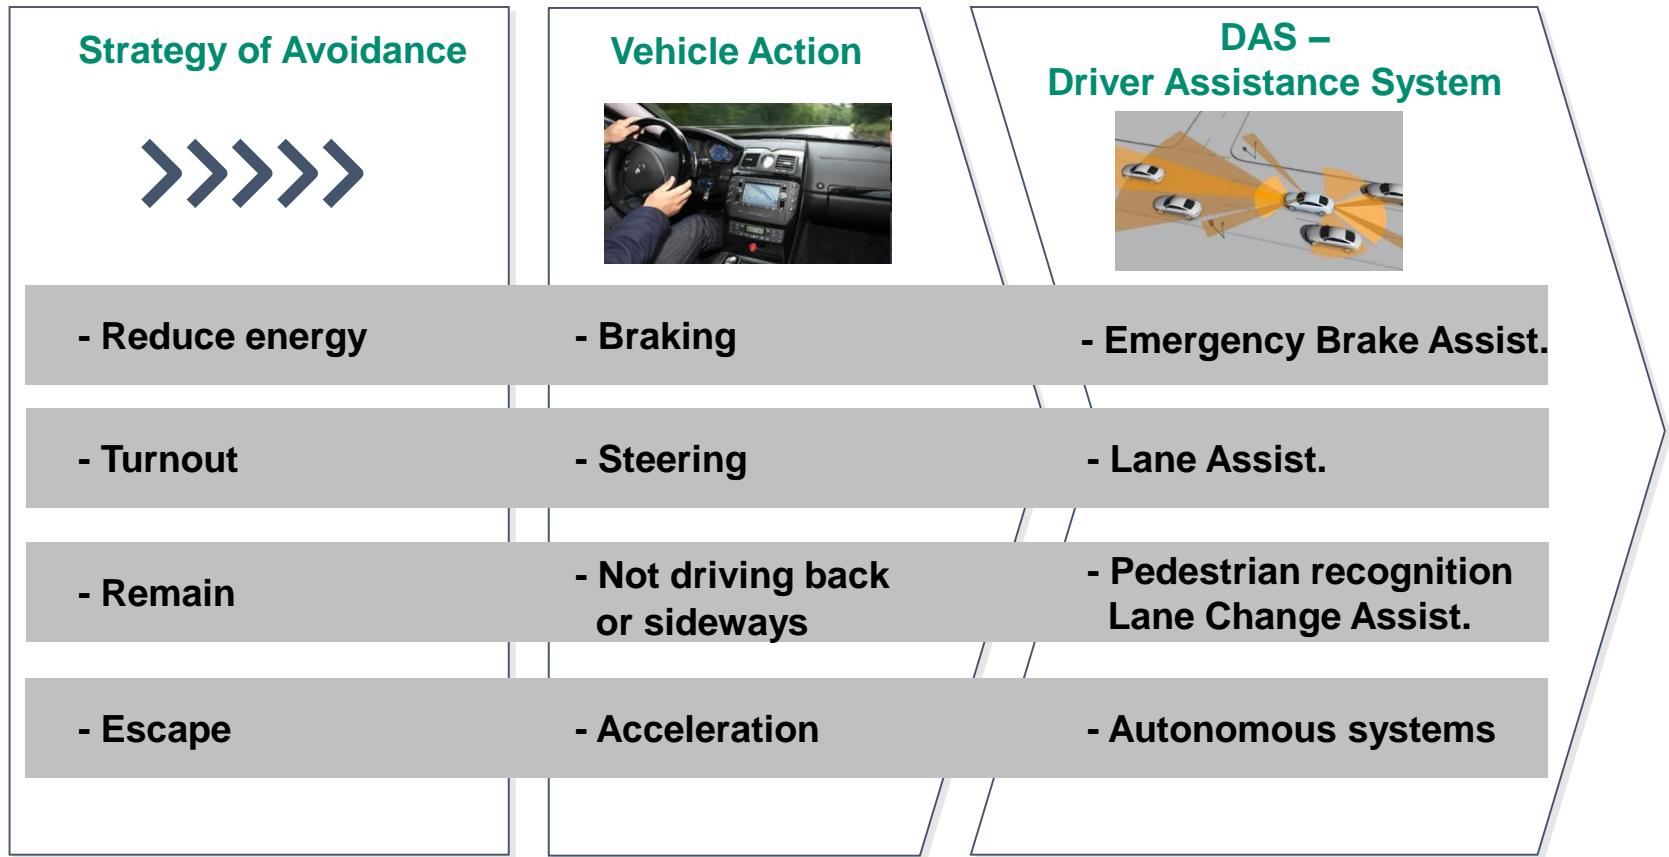 Strategy of Avoidance
Vehicle Action
DAS –
Driver Assistance System
- Reduce energy
- Braking
- Emergency Brake Assist.
- Turnout
- Steering
- Lane Assist.
- Remain
- Not driving back
or sideways
- Pedestrian recognition
Lane Change Assist.
- Escape
- Acceleration
- Autonomous systems